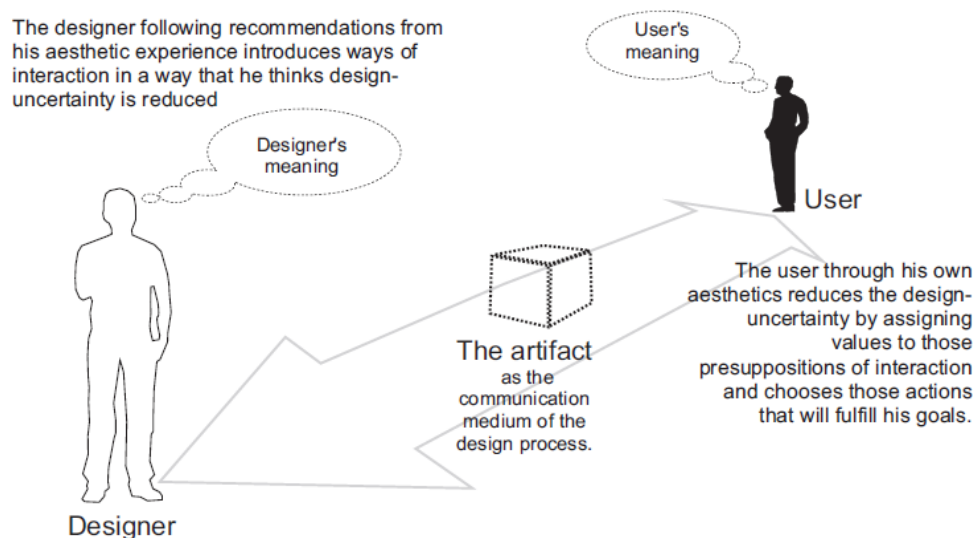 The designer following recommendations from
his aesthetic experience introduces ways of
interaction in a way that he thinks design-
uncertainty is reduced
User's
meaning
Designer's
meaning
User
The artifact
as the
communication
medium of the
design process.
The user through his own
aesthetics reduces the design-
uncertainty by assigning
values to those
presuppositions of interaction
and chooses those actions
that will fulfill his goals.
Designer